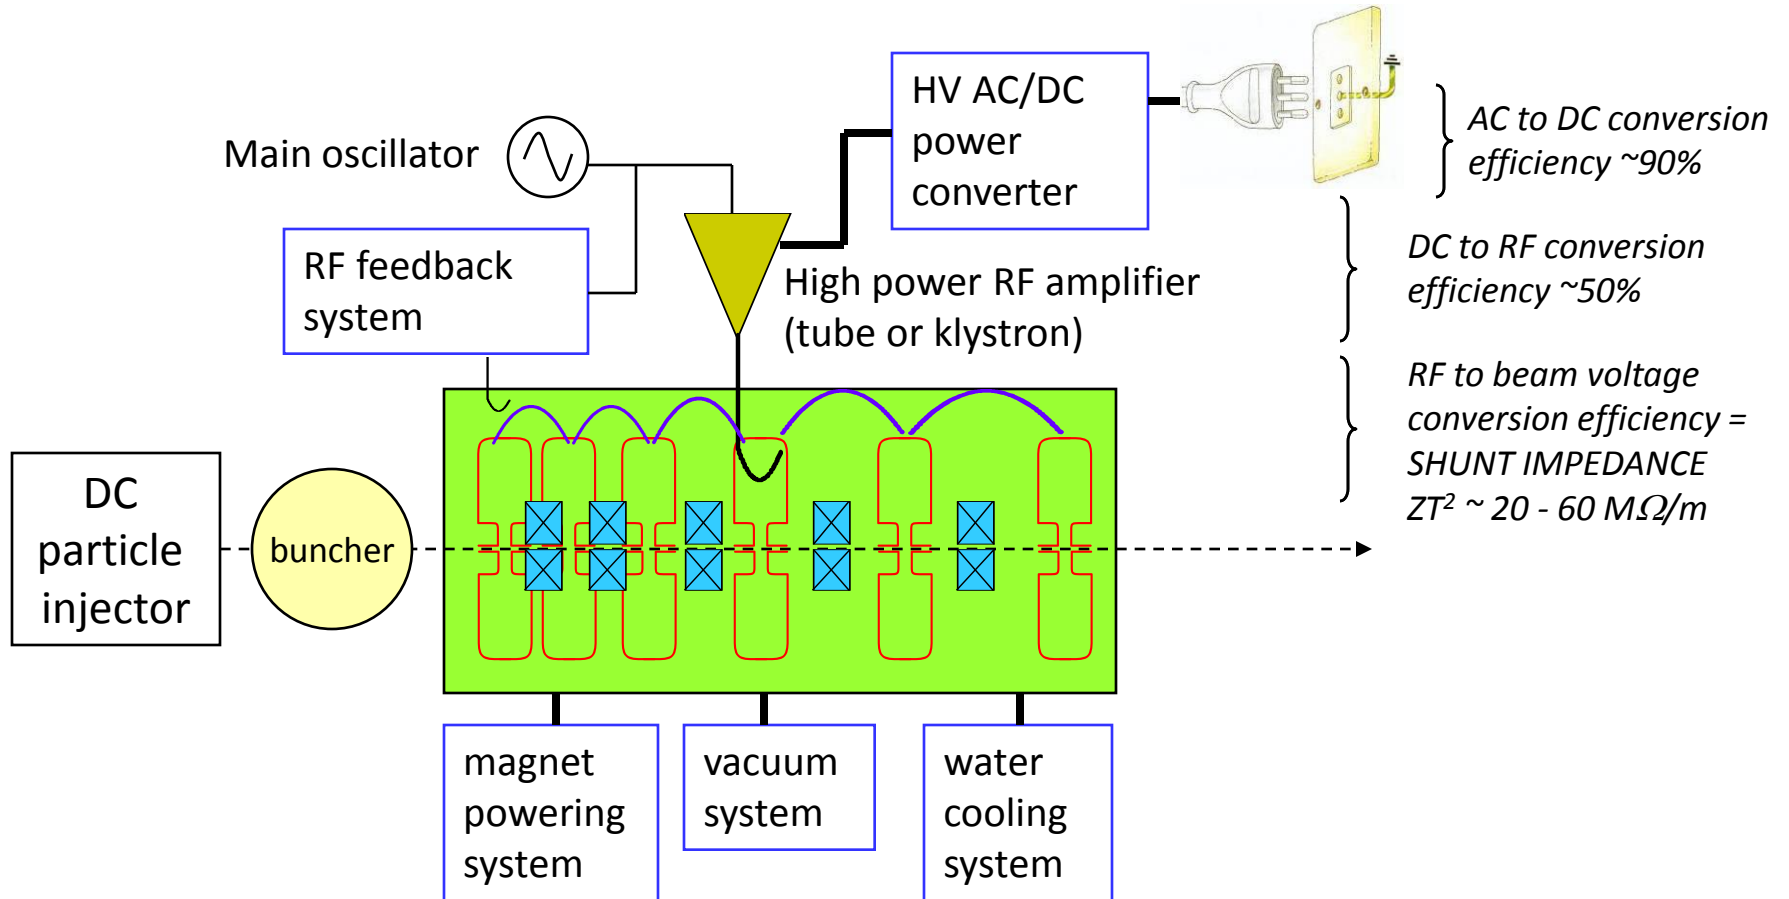 HV AC/DC
power
converter
AC to DC conversion
efficiency ~90%
Main oscillator
RF feedback
system
High power RF amplifier
(tube or klystron)
DC to RF conversion
efficiency ~50%
RF to beam voltage
conversion efficiency =
SHUNT IMPEDANCE
ZT² ~ 20 - 60 MΩ/m
DC
particle
injector
buncher
magnet
powering
system
vacuum
system
water
cooling
system